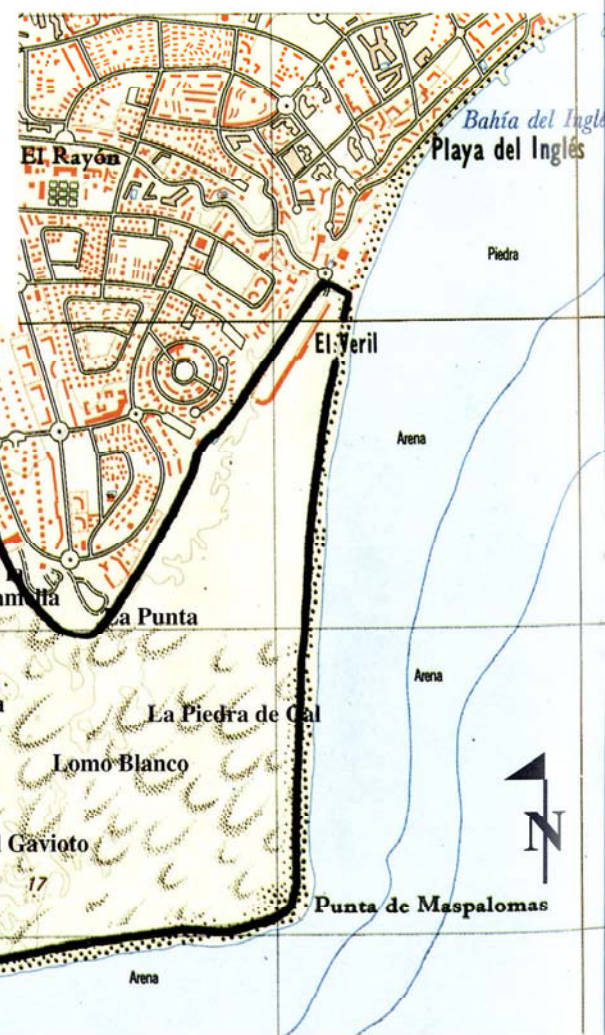 Bahía del Inglé
Playa del Inglés
El Rayón
Piedra
El Veril
Arena
La Punta
Arena
La Piedra de Cal
Lomo Blanco
N
Gavioto
17
Punta de Maspalomas
Arena